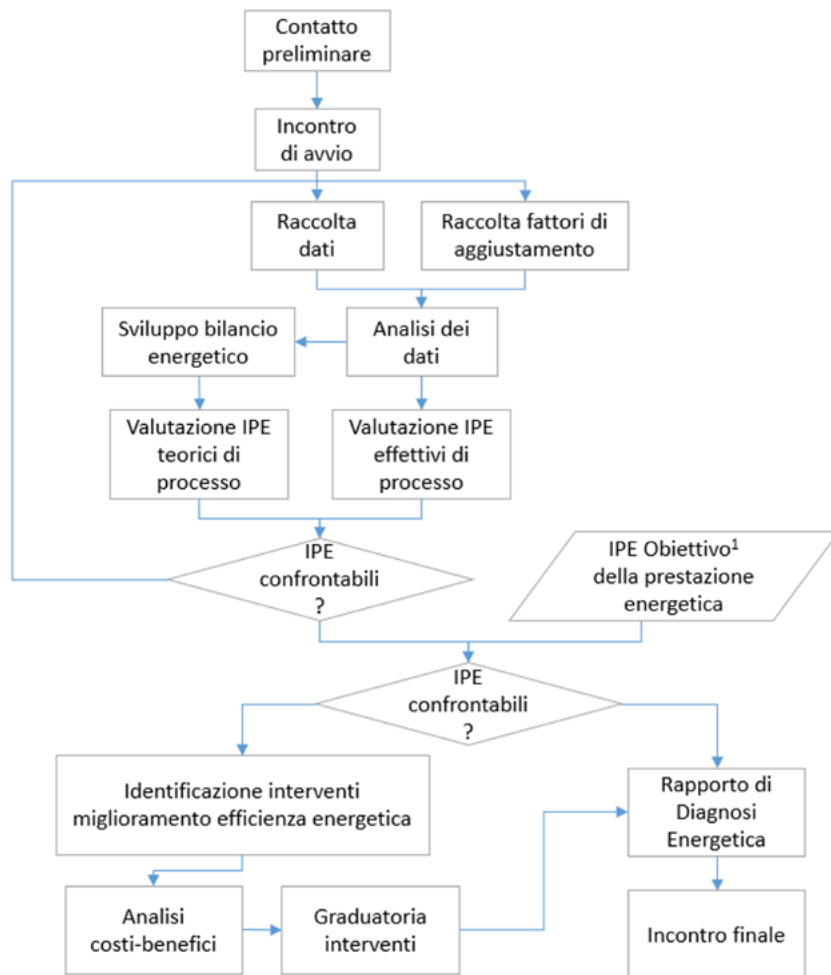 Contatto
preliminare
Incontro
di avvio
Raccolta
dati
Raccolta fattori di
aggiustamento
Sviluppo bilancio
energetico
Analisi dei
dati
Valutazione IPE
teorici di
processo
Valutazione IPE
effettivi di
processo
IPE
confrontabili
?
IPE Obiettivo¹
della prestazione
energetica
IPE
confrontabili
?
Identificazione interventi
miglioramento efficienza energetica
Rapporto di
Diagnosi
Energetica
Analisi
costi-benefici
Graduatoria
interventi
Incontro finale